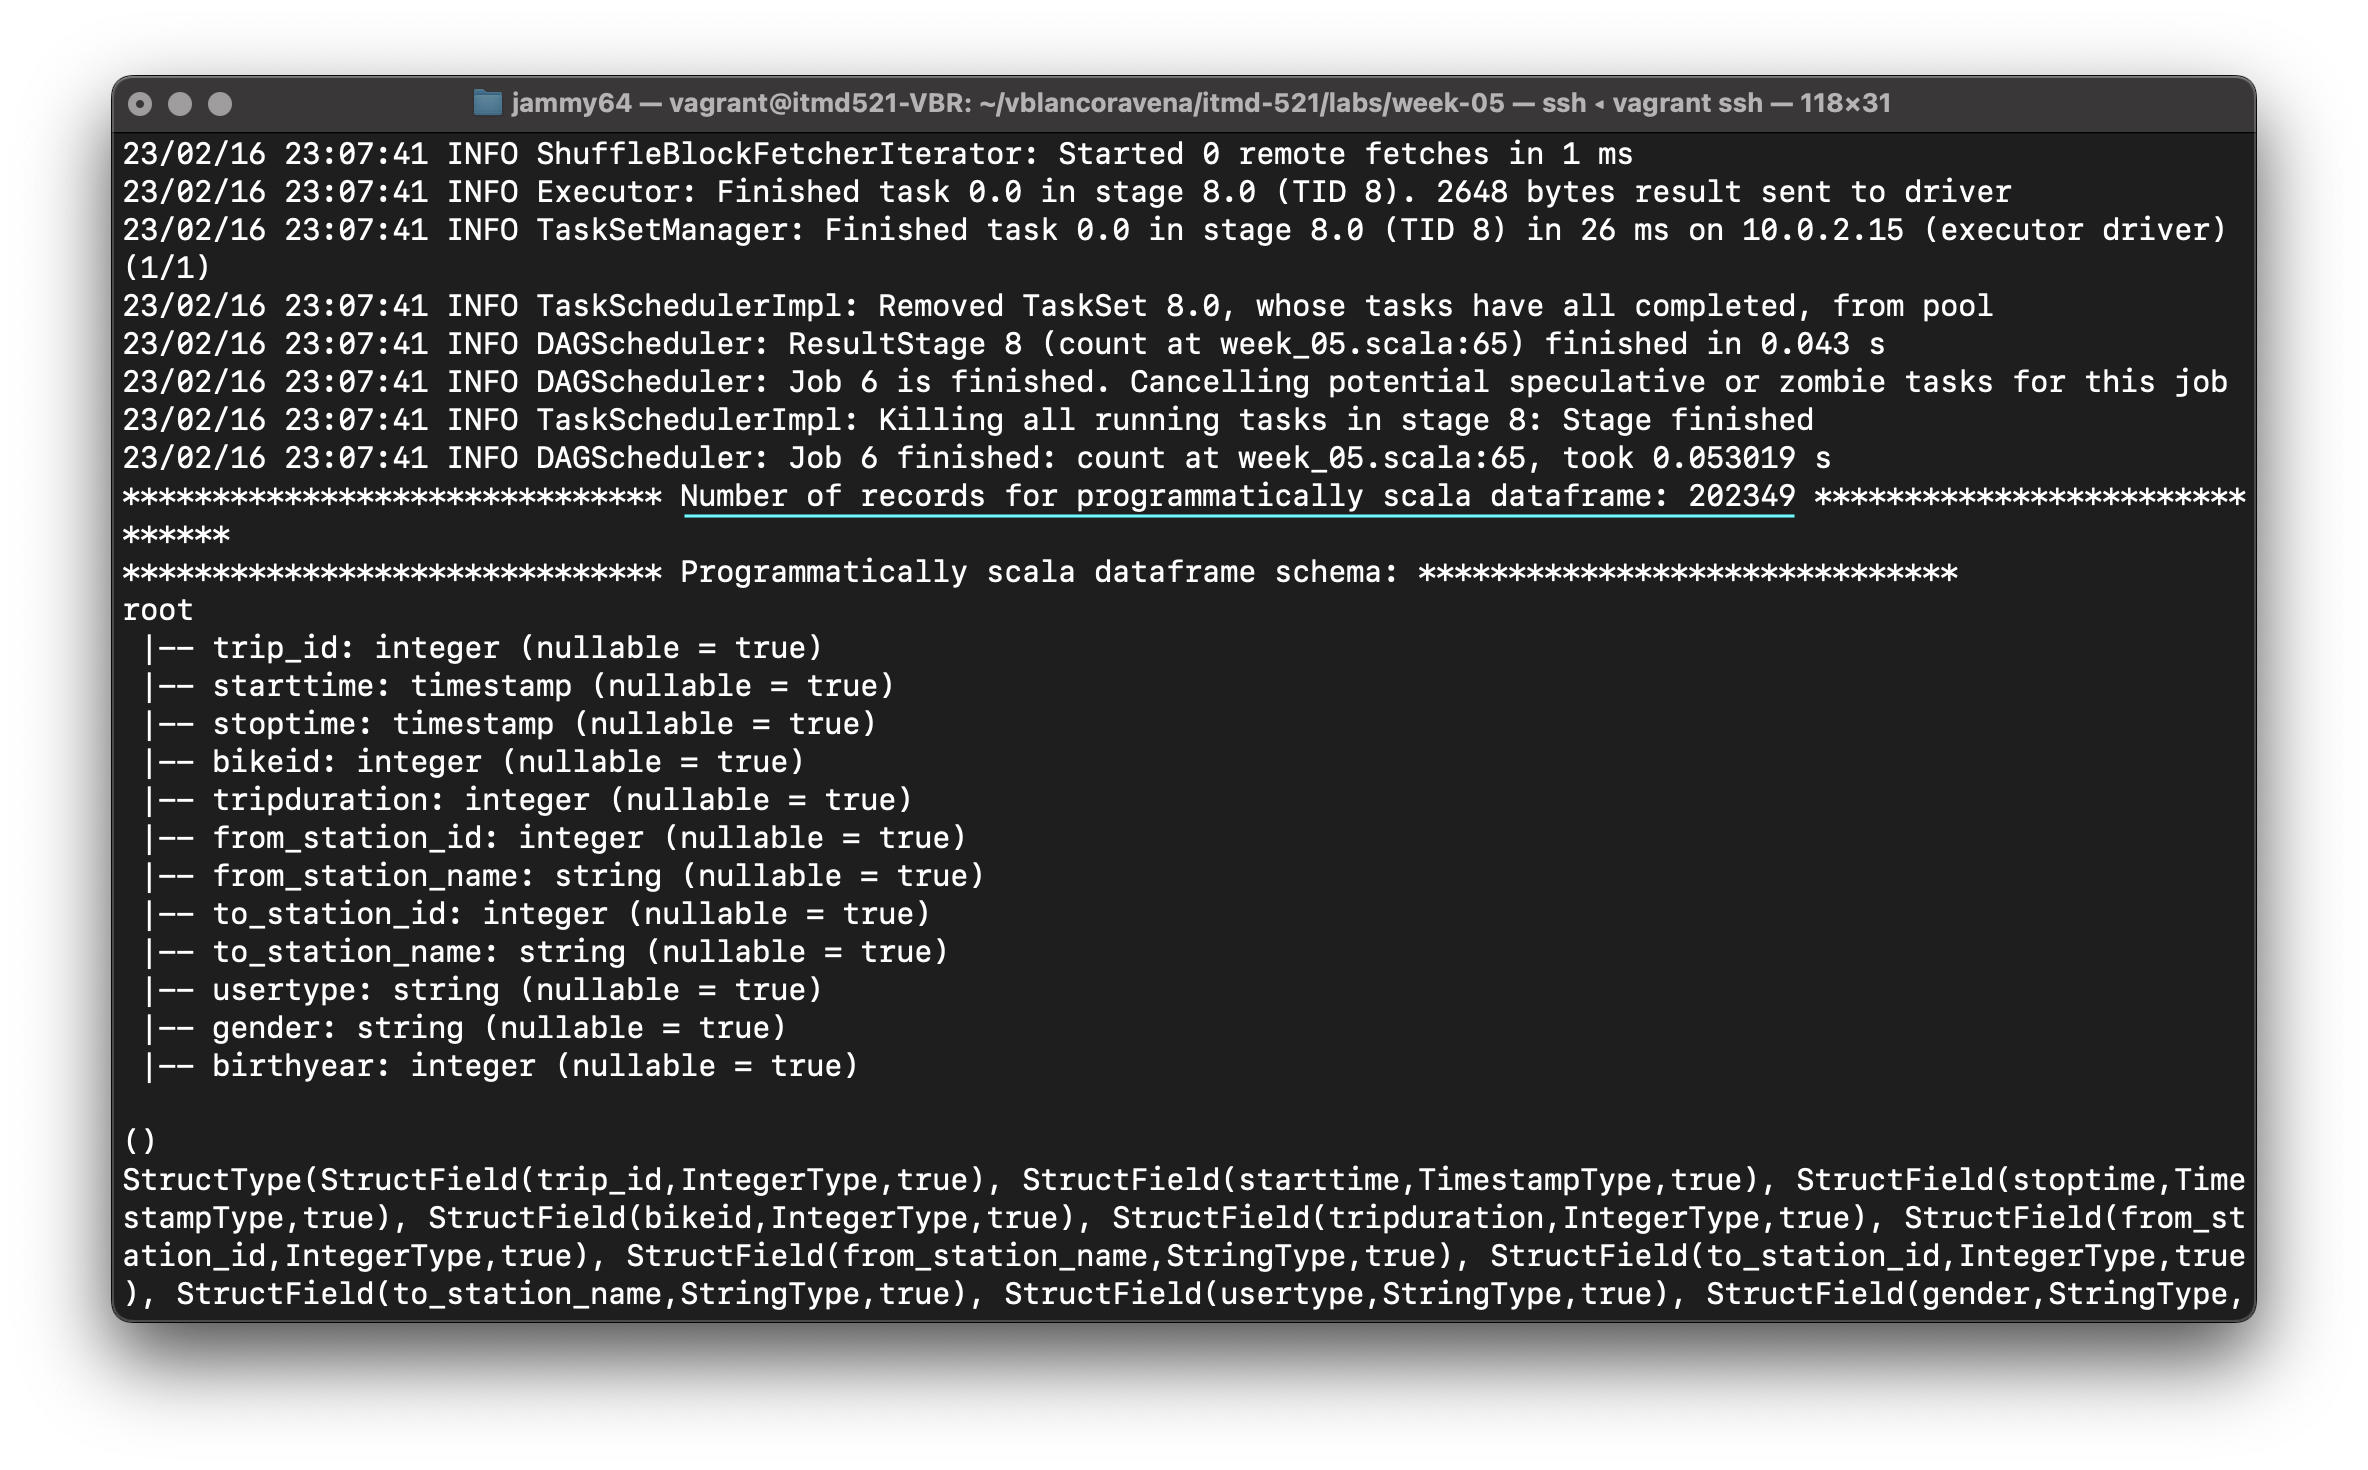 jammy64 — vagrant@itmd521-VBR: ~/vblancoravena/itmd-521/labs/week-05 — ssh ◂ vagrant ssh — 118×31
23/02/16 23:07:41 INFO ShuffleBlockFetcherIterator: Started 0 remote fetches in 1 ms
23/02/16 23:07:41 INFO Executor: Finished task 0.0 in stage 8.0 (TID 8). 2648 bytes result sent to driver
23/02/16 23:07:41 INFO TaskSetManager: Finished task 0.0 in stage 8.0 (TID 8) in 26 ms on 10.0.2.15 (executor driver)
(1/1)
23/02/16 23:07:41 INFO TaskSchedulerImpl: Removed TaskSet 8.0, whose tasks have all completed, from pool
23/02/16 23:07:41 INFO DAGScheduler: ResultStage 8 (count at week_05.scala:65) finished in 0.043 s
23/02/16 23:07:41 INFO DAGScheduler: Job 6 is finished. Cancelling potential speculative or zombie tasks for this job
23/02/16 23:07:41 INFO TaskSchedulerImpl: Killing all running tasks in stage 8: Stage finished
23/02/16 23:07:41 INFO DAGScheduler: Job 6 finished: count at week_05.scala:65, took 0.053019 s
****************************** Number of records for programmatically scala dataframe: 202349 ************************
******
****************************** Programmatically scala dataframe schema: ******************************
root
 |-- trip_id: integer (nullable = true)
 |-- starttime: timestamp (nullable = true)
 |-- stoptime: timestamp (nullable = true)
 |-- bikeid: integer (nullable = true)
 |-- tripduration: integer (nullable = true)
 |-- from_station_id: integer (nullable = true)
 |-- from_station_name: string (nullable = true)
 |-- to_station_id: integer (nullable = true)
 |-- to_station_name: string (nullable = true)
 |-- usertype: string (nullable = true)
 |-- gender: string (nullable = true)
 |-- birthyear: integer (nullable = true)
()
StructType(StructField(trip_id,IntegerType,true), StructField(starttime,TimestampType,true), StructField(stoptime,Time
stampType,true), StructField(bikeid,IntegerType,true), StructField(tripduration,IntegerType,true), StructField(from_st
ation_id,IntegerType,true), StructField(from_station_name,StringType,true), StructField(to_station_id,IntegerType,true
), StructField(to_station_name,StringType,true), StructField(usertype,StringType,true), StructField(gender,StringType,